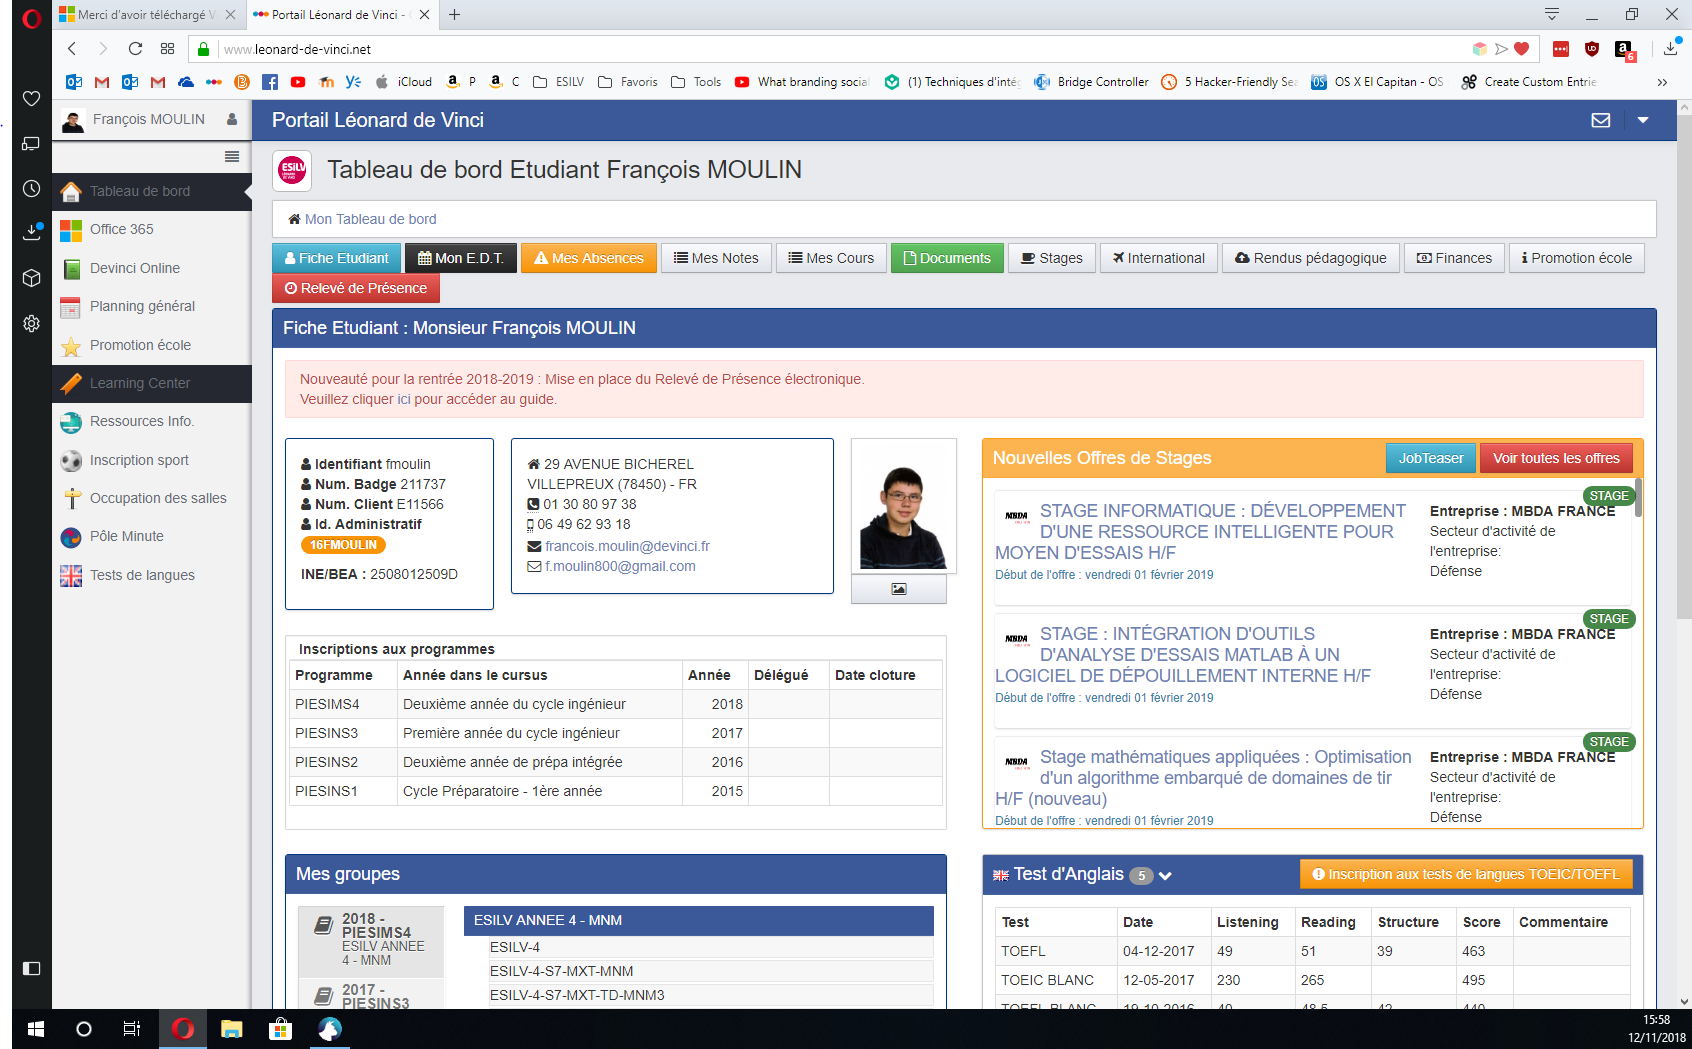 Merci d'avoir téléchargé V
Portail Léonard de Vinci -
www.leonard-de-vinci.net
6
iCloud
P
C
ESILV
Favoris
Tools
What branding social
(1) Techniques d'intég
Bridge Controller
5 Hacker-Friendly Sea
OS X El Capitan - OS
Create Custom Entrie
François MOULIN
Portail Léonard de Vinci
Tableau de bord Etudiant François MOULIN
Mon Tableau de bord
Tableau de bord
Office 365
Devinci Online
Planning général
Promotion école
Learning Center
Ressources Info.
Inscription sport
Occupation des salles
Pôle Minute
Tests de langues
Fiche Etudiant
Mon E.D.T.
Mes Absences
Mes Notes
Mes Cours
Documents
Stages
International
Rendus pédagogique
Finances
Promotion école
Relevé de Présence
Fiche Etudiant : Monsieur François MOULIN
Nouveauté pour la rentrée 2018-2019 : Mise en place du Relevé de Présence électronique.
Veuillez cliquer ici pour accéder au guide.
Identifiant fmoulin
Num. Badge 211737
Num. Client E11566
Id. Administratif
16FMOULIN
INE/BEA : 2508012509D
29 AVENUE BICHEREL
VILLEPREUX (78450) - FR
01 30 80 97 38
06 49 62 93 18
francois.moulin@devinci.fr
f.moulin800@gmail.com
Nouvelles Offres de Stages
JobTeaser
Voir toutes les offres
STAGE
MBDA
STAGE INFORMATIQUE : DÉVELOPPEMENT
D'UNE RESSOURCE INTELLIGENTE POUR
MOYEN D'ESSAIS H/F
Début de l'offre : vendredi 01 février 2019
Entreprise : MBDA FRANCE
Secteur d'activité de
l'entreprise:
Défense
STAGE
MBDA
STAGE : INTÉGRATION D'OUTILS
D'ANALYSE D'ESSAIS MATLAB À UN
LOGICIEL DE DÉPOUILLEMENT INTERNE H/F
Début de l'offre : vendredi 01 février 2019
Entreprise : MBDA FRANCE
Secteur d'activité de
l'entreprise:
Défense
STAGE
MBDA
Stage mathématiques appliquées : Optimisation
d'un algorithme embarqué de domaines de tir
H/F (nouveau)
Début de l'offre : vendredi 01 février 2019
Entreprise : MBDA FRANCE
Secteur d'activité de
l'entreprise:
Défense
Inscriptions aux programmes
Programme Année dans le cursus Année Délégué Date cloture
PIESIMS4 Deuxième année du cycle ingénieur 2018
PIESINS3 Première année du cycle ingénieur 2017
PIESINS2 Deuxième année de prépa intégrée 2016
PIESINS1 Cycle Préparatoire - 1ère année 2015
Mes groupes
2018 -
PIESIMS4
ESILV ANNEE
4 - MNM
2017 -
PIESINS3
ESILV ANNEE 4 - MNM
ESILV-4
ESILV-4-S7-MXT-MNM
ESILV-4-S7-MXT-TD-MNM3
Test d'Anglais 5
Inscription aux tests de langues TOEIC/TOEFL
Test Date Listening Reading Structure Score Commentaire
TOEFL 04-12-2017 49 51 39 463
TOEIC BLANC 12-05-2017 230 265 495
TOEFL BLANC 19-10-2016 40 48.5 42 440
15:58
12/11/2018